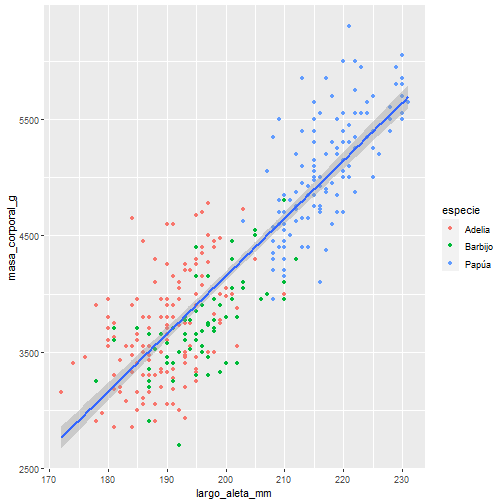 masa_corporal_g
5500
4500
3500
2500
170 180 190 200 210 220 230
largo_aleta_mm
especie
Adelia
Barbijo
Papúa